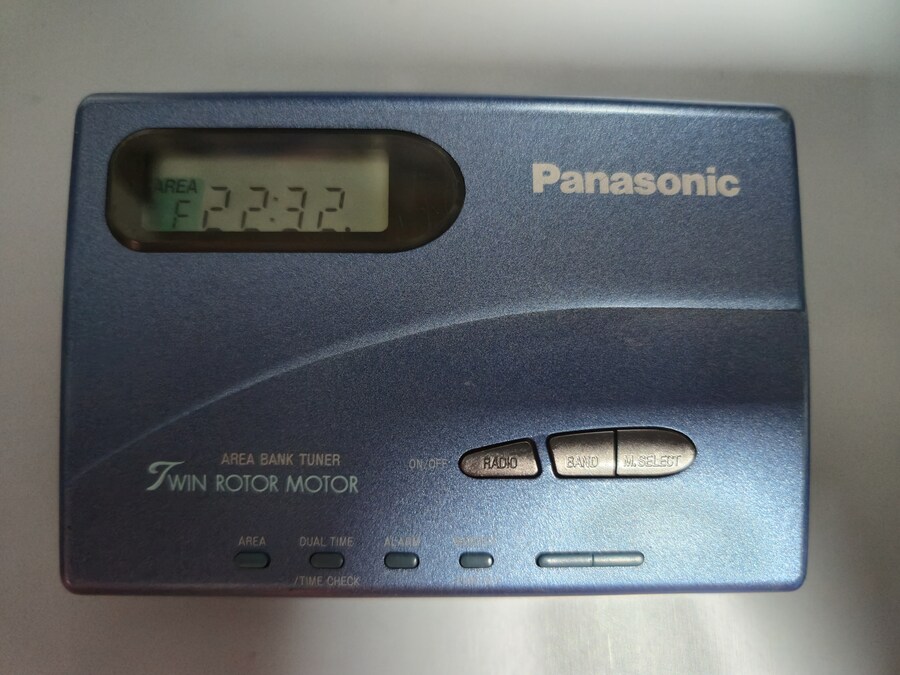 AREA
F 22:32
Panasonic
AREA BANK TUNER
TWIN ROTOR MOTOR
ON/OFF RADIO BAND M.SELECT
AREA DUAL TIME ALARM
/TIME CHECK